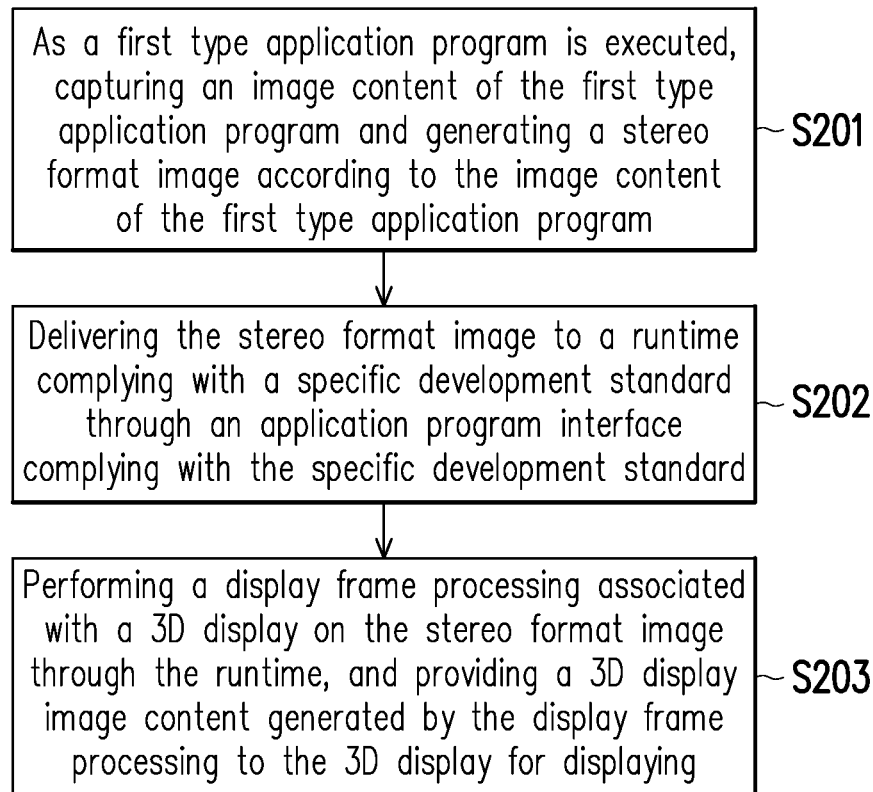 As a first type application program is executed,
capturing an image content of the first type
application program and generating a stereo
format image according to the image content
of the first type application program
S201
Delivering the stereo format image to a runtime
complying with a specific development standard
through an application program interface
complying with the specific development standard
S202
Performing a display frame processing associated
with a 3D display on the stereo format image
through the runtime, and providing a 3D display
image content generated by the display frame
processing to the 3D display for displaying
S203